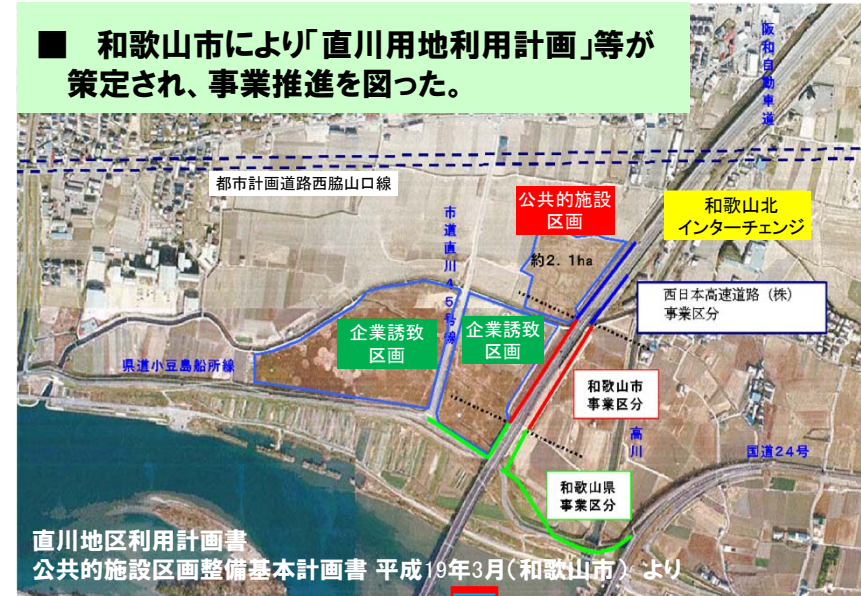 ■ 和歌山市により「直川用地利用計画」等が
策定され、事業推進を図った。
阪和自動車道
都市計画道路西脇山口線
公共的施設
区画
和歌山北
インターチェンジ
市道直川45号線
約2.1ha
西日本高速道路(株)
事業区分
企業誘致
区画
企業誘致
区画
県道小豆島船所線
和歌山市
事業区分
高川
国道24号
和歌山県
事業区分
直川地区利用計画書
公共的施設区画整備基本計画書 平成19年3月(和歌山市) より